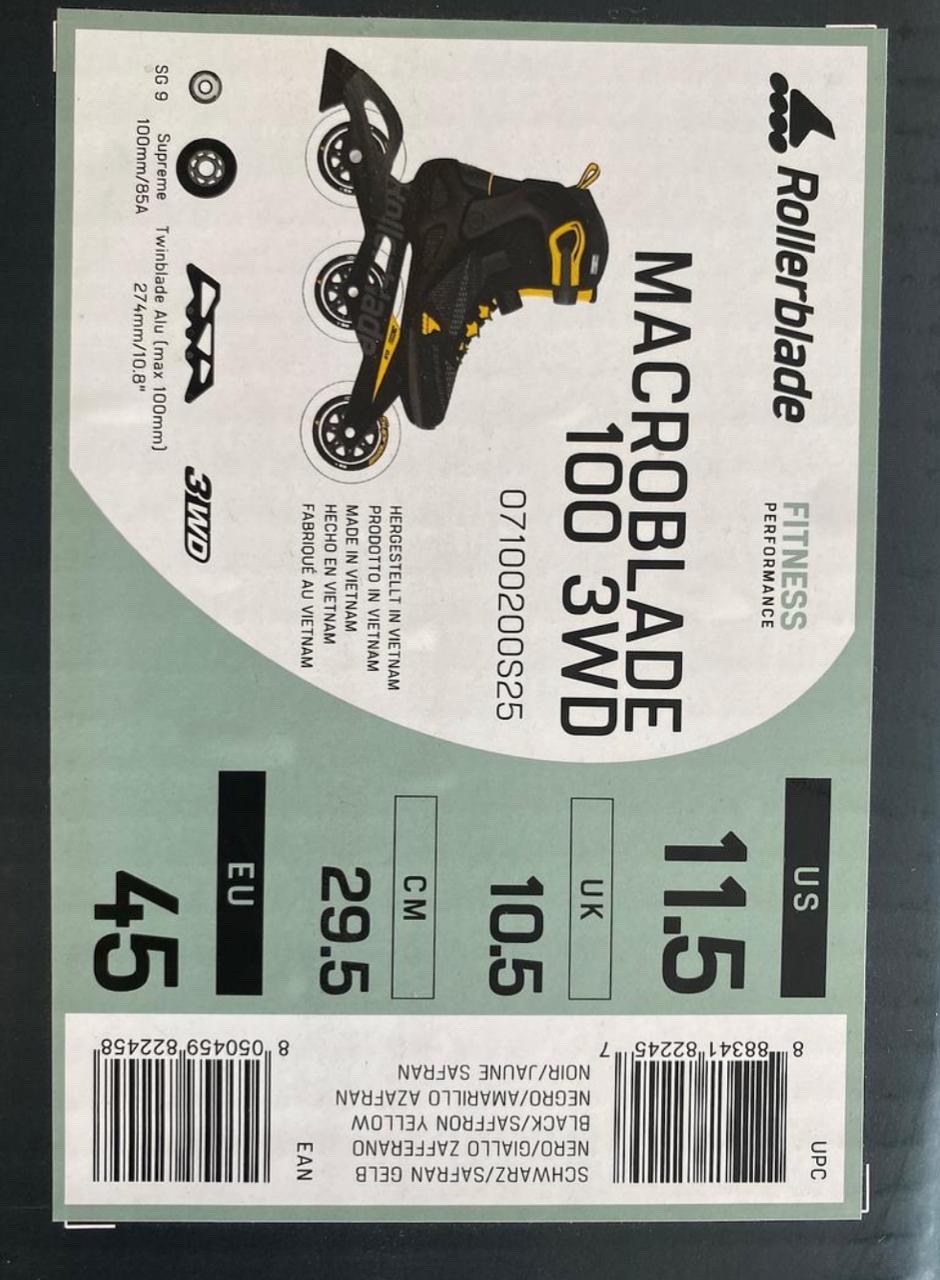 Rollerblade
FITNESS
PERFORMANCE
MACROBLADE
100 3WD
07100200S25
HERGESTELLT IN VIETNAM
PRODOTTO IN VIETNAM
MADE IN VIETNAM
HECHO EN VIETNAM
FABRIQUÉ AU VIETNAM
SG 9
Supreme
100mm/85A
Twinblade Alu (max 100mm)
274mm/10.8"
3WD
US
11.5
UK
10.5
CM
29.5
EU
45
UPC
8 88341 82245 7
SCHWARZ/SAFRAN GELB
NERO/GIALLO ZAFFERANO
BLACK/SAFFRON YELLOW
NEGRO/AMARILLO AZAFRAN
NOIR/JAUNE SAFRAN
EAN
8 050459 822458